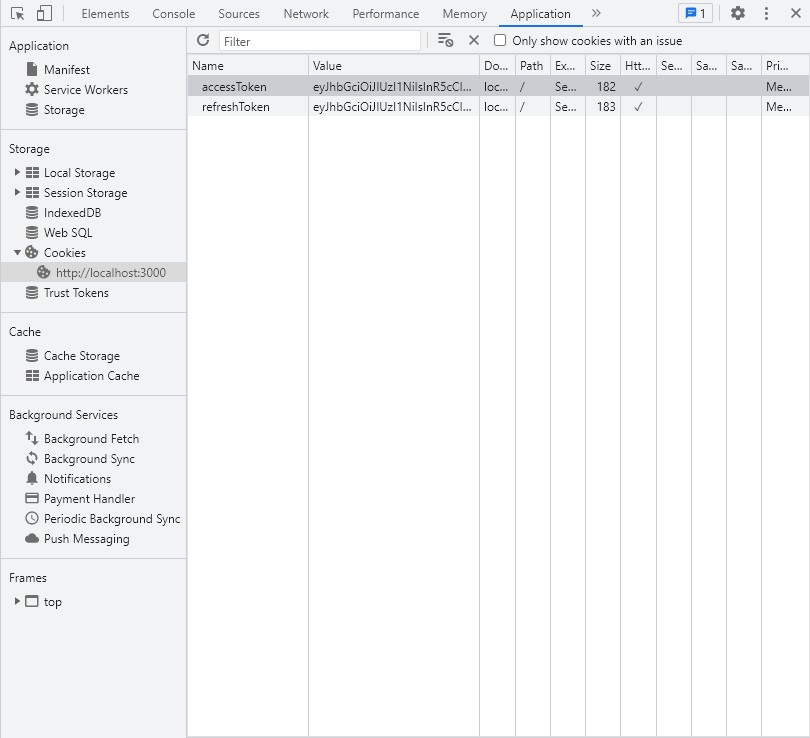 Elements Console Sources Network Performance Memory Application 1
Application
Manifest
Service Workers
Storage
Storage
Local Storage
Session Storage
IndexedDB
Web SQL
Cookies
http://localhost:3000
Trust Tokens
Cache
Cache Storage
Application Cache
Background Services
Background Fetch
Background Sync
Notifications
Payment Handler
Periodic Background Sync
Push Messaging
Frames
top
Filter Only show cookies with an issue
Name Value Do... Path Ex... Size Htt... Se... Sa... Sa... Pri...
accessToken eyJhbGciOiJIUzI1NiIsInR5cCI... loc... / Se... 182 ✓ Me...
refreshToken eyJhbGciOiJIUzI1NiIsInR5cCI... loc... / Se... 183 ✓ Me...